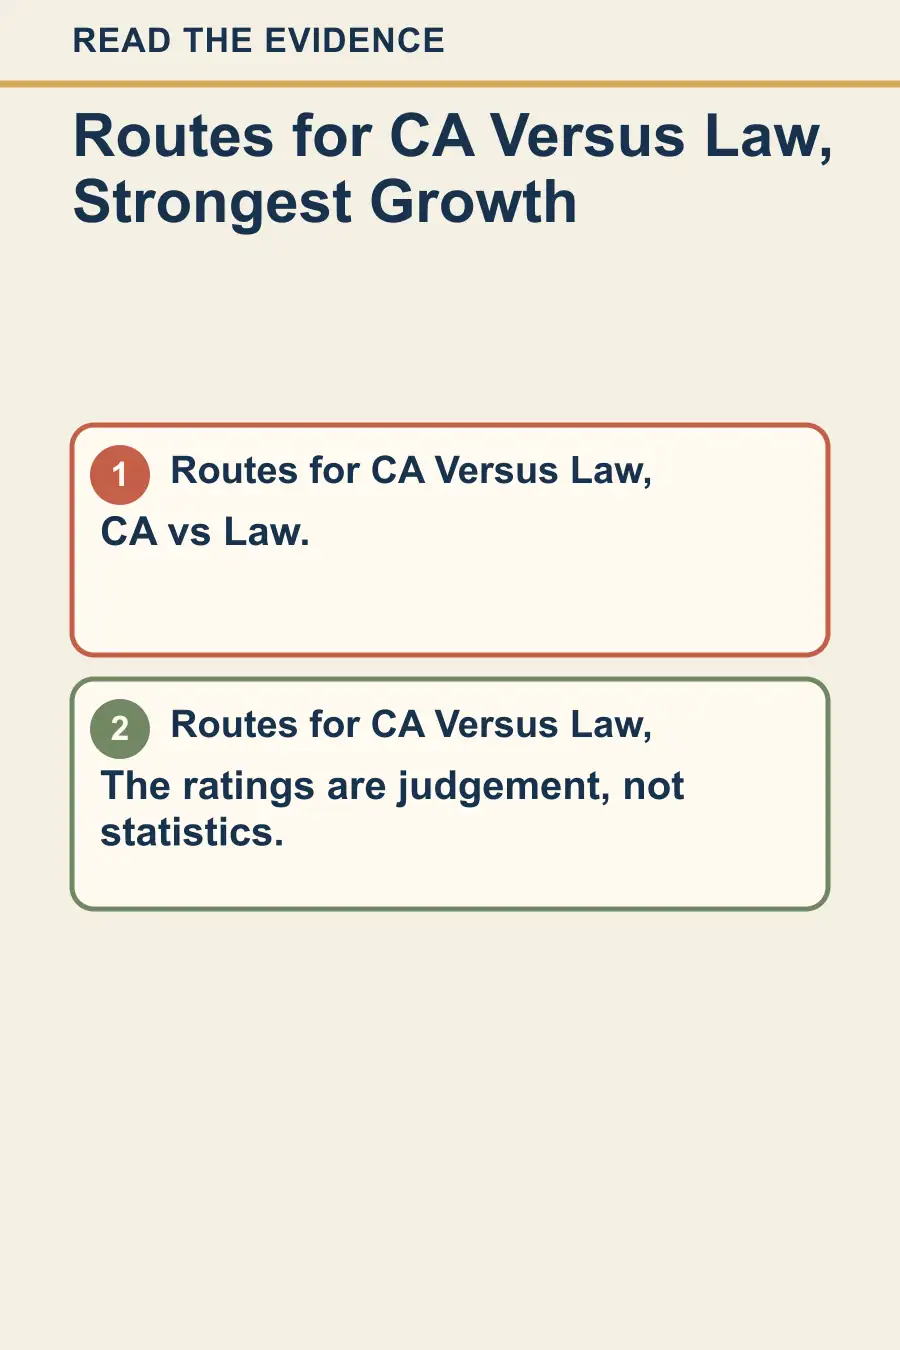 READ THE EVIDENCE
Routes for CA Versus Law,
Strongest Growth
1 Routes for CA Versus Law,
CA vs Law.
2 Routes for CA Versus Law,
The ratings are judgement, not
statistics.